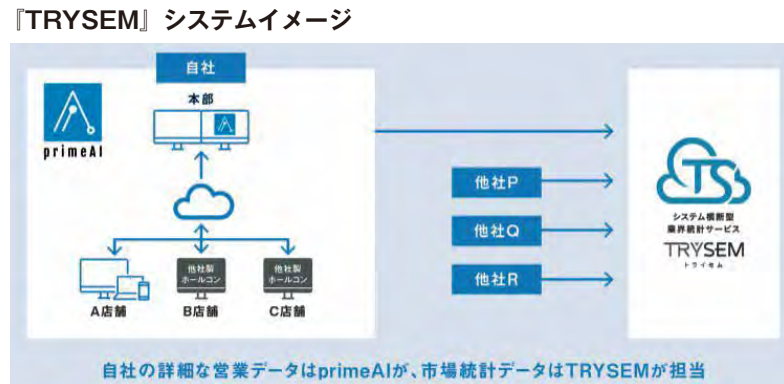 『TRYSEM』システムイメージ
自社
本部
primeAI
他社製
ホールコン
他社製
ホールコン
A店舗
B店舗
C店舗
他社P
他社Q
他社R
TS
システム横断型
業界統計サービス
TRYSEM
トライセム
自社の詳細な営業データはprimeAIが、市場統計データはTRYSEMが担当